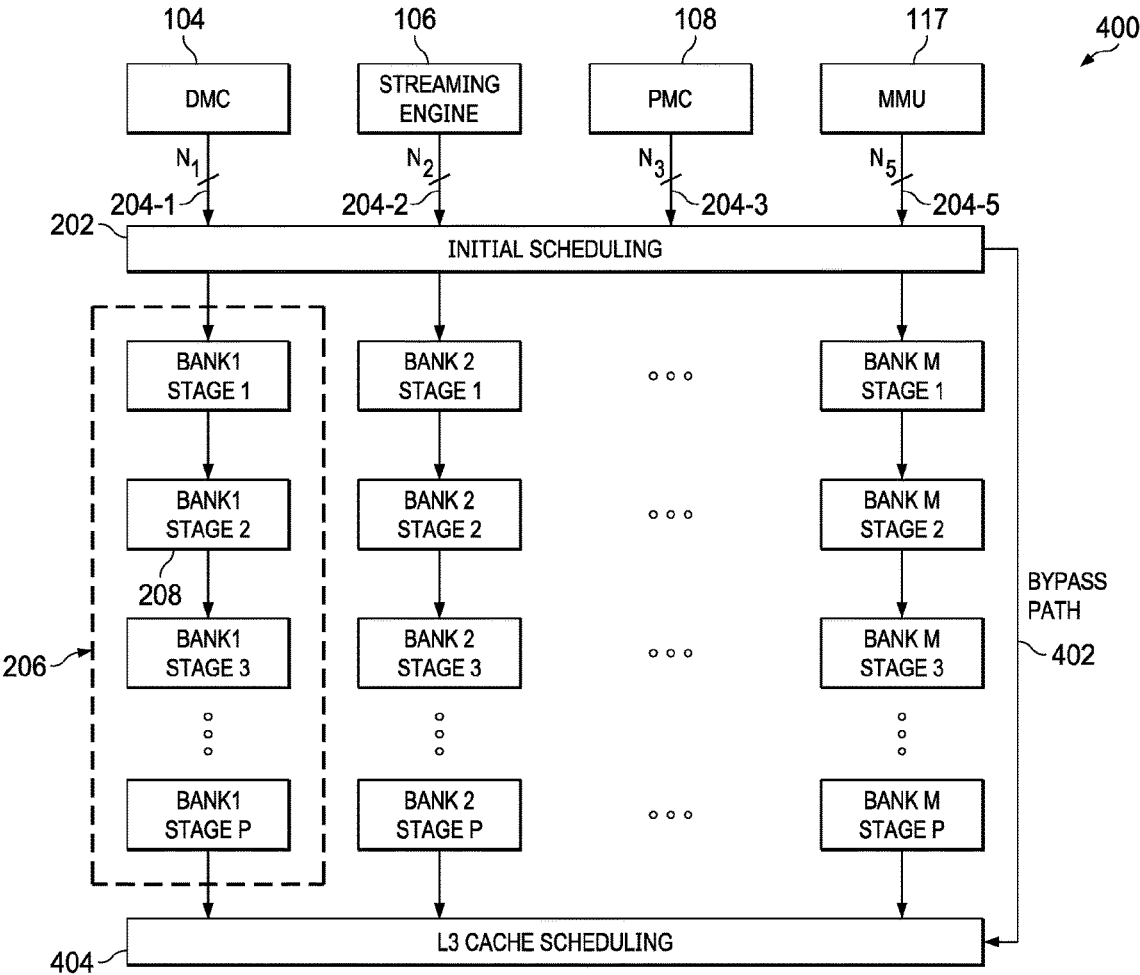 104
106
108
117
400
DMC
STREAMING
ENGINE
PMC
MMU
N1
N2
N3
N5
204-1
204-2
204-3
204-5
202
INITIAL SCHEDULING
BANK1
STAGE 1
BANK 2
STAGE 1
BANK M
STAGE 1
BANK1
STAGE 2
BANK 2
STAGE 2
BANK M
STAGE 2
208
BYPASS
PATH
402
206
BANK1
STAGE 3
BANK 2
STAGE 3
BANK M
STAGE 3
BANK1
STAGE P
BANK 2
STAGE P
BANK M
STAGE P
L3 CACHE SCHEDULING
404